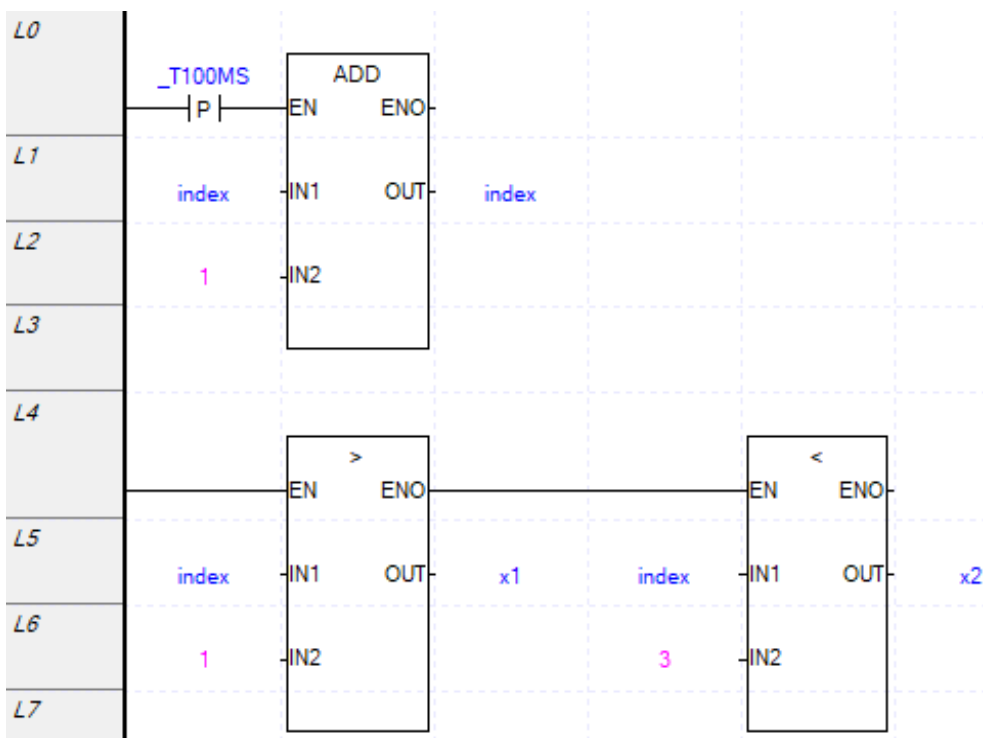 L0
_T100MS ADD
P EN ENO
L1
index IN1 OUT index
L2
1 IN2
L3
L4
> <
EN ENO EN ENO
L5
index IN1 OUT x1 index IN1 OUT x2
L6
1 IN2 3 IN2
L7